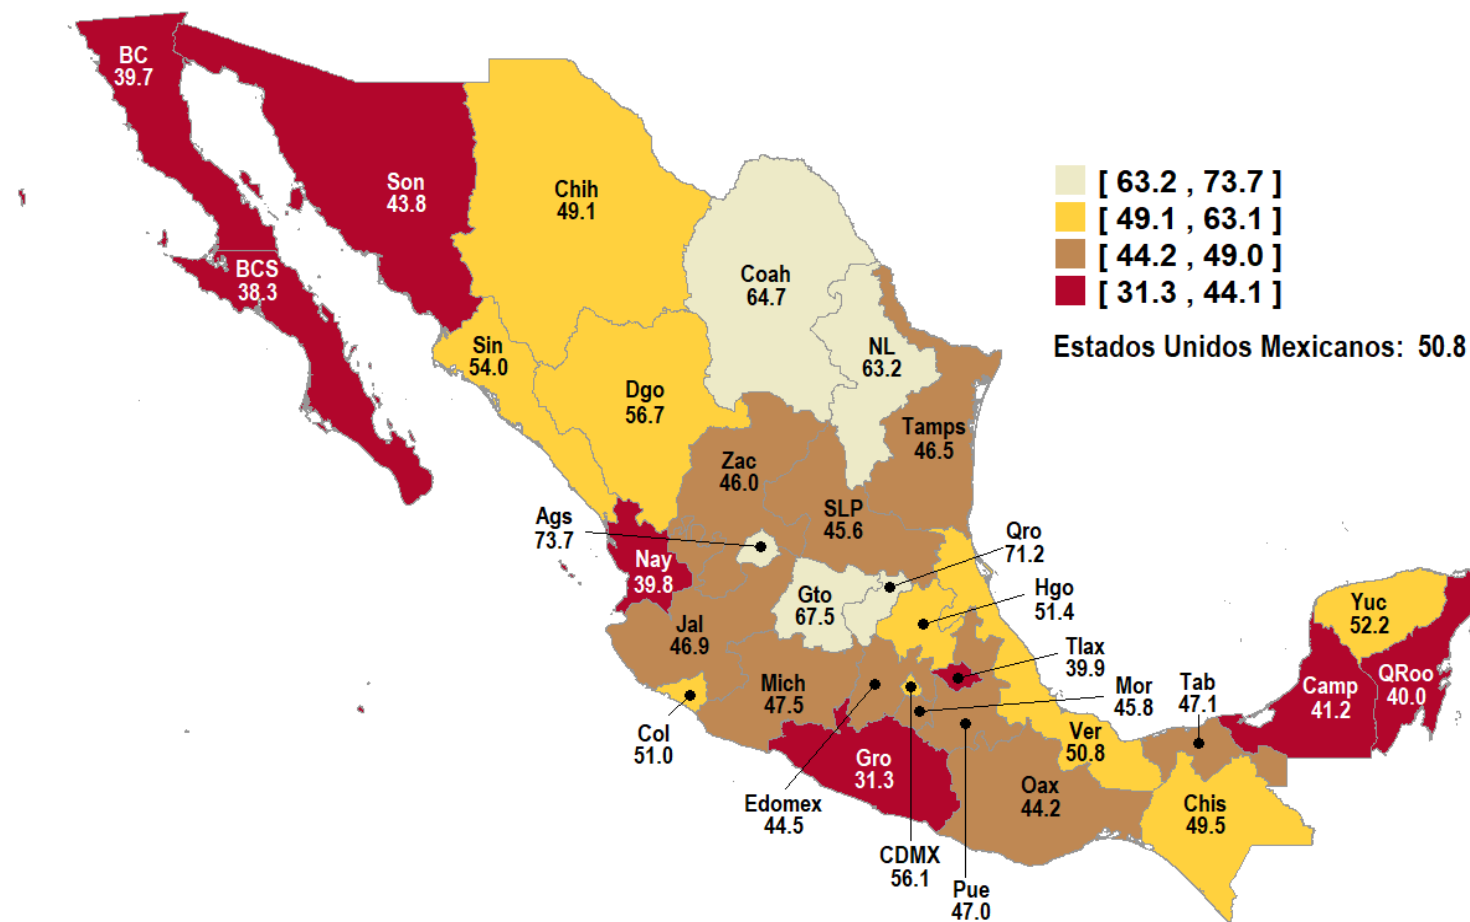 BC
39.7
Son
43.8
Chih
49.1
BCS
38.3
Coah
64.7
Sin
54.0
NL
63.2
Dgo
56.7
Tamps
46.5
Zac
46.0
SLP
45.6
Ags
73.7
Nay
39.8
Qro
71.2
Gto
67.5
Hgo
51.4
Jal
46.9
Tlax
39.9
Mich
47.5
Mor
45.8
Tab
47.1
Col
51.0
Ver
50.8
Gro
31.3
Edomex
44.5
Oax
44.2
CDMX
56.1
Pue
47.0
Chis
49.5
Yuc
52.2
Camp
41.2
QRoo
40.0
[ 63.2 , 73.7 ]
[ 49.1 , 63.1 ]
[ 44.2 , 49.0 ]
[ 31.3 , 44.1 ]
Estados Unidos Mexicanos: 50.8